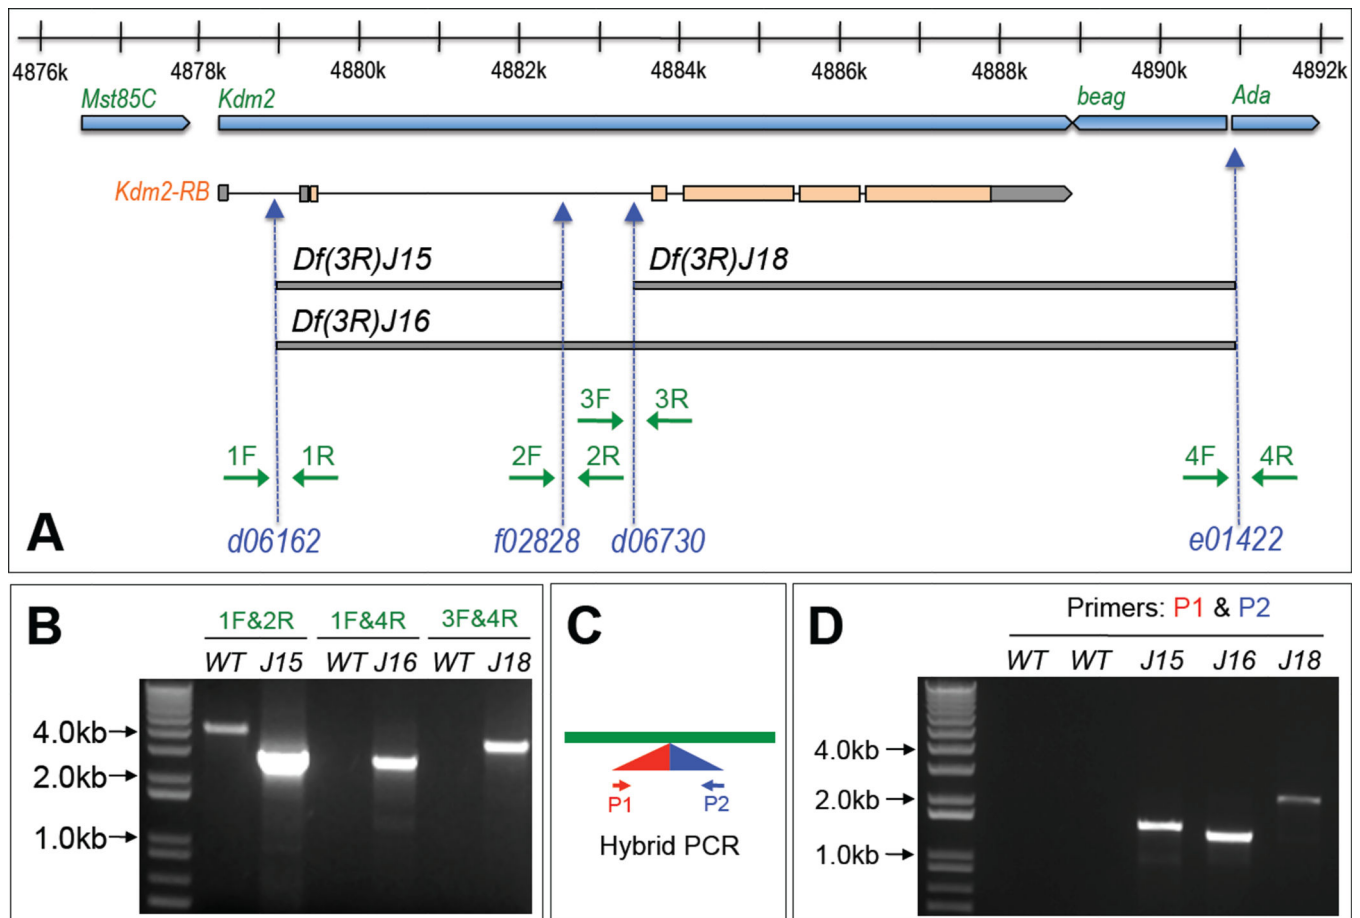 4876k 4878k 4880k 4882k 4884k 4886k 4888k 4890k 4892k
Mst85C Kdm2 beag Ada
Kdm2-RB
Df(3R)J15 Df(3R)J18
Df(3R)J16
3F 3R
1F 1R 2F 2R 4F 4R
A d06162 f02828 d06730 e01422
B 1F&2R 1F&4R 3F&4R
WT J15 WT J16 WT J18
4.0kb
2.0kb
1.0kb
C
P1 P2
Hybrid PCR
D Primers: P1 & P2
WT WT J15 J16 J18
4.0kb
2.0kb
1.0kb